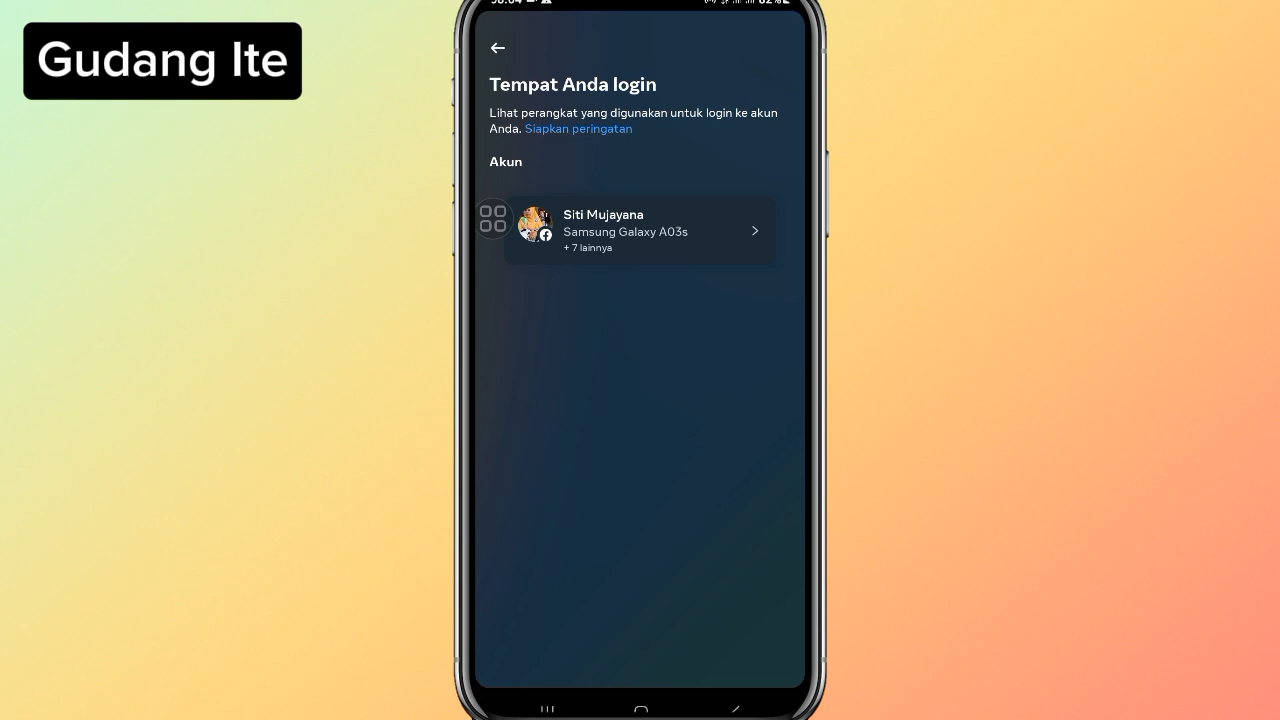 Gudang Ite
Tempat Anda login
Lihat perangkat yang digunakan untuk login ke akun
Anda. Siapkan peringatan
Akun
Siti Mujayana
Samsung Galaxy A03s
+ 7 lainnya